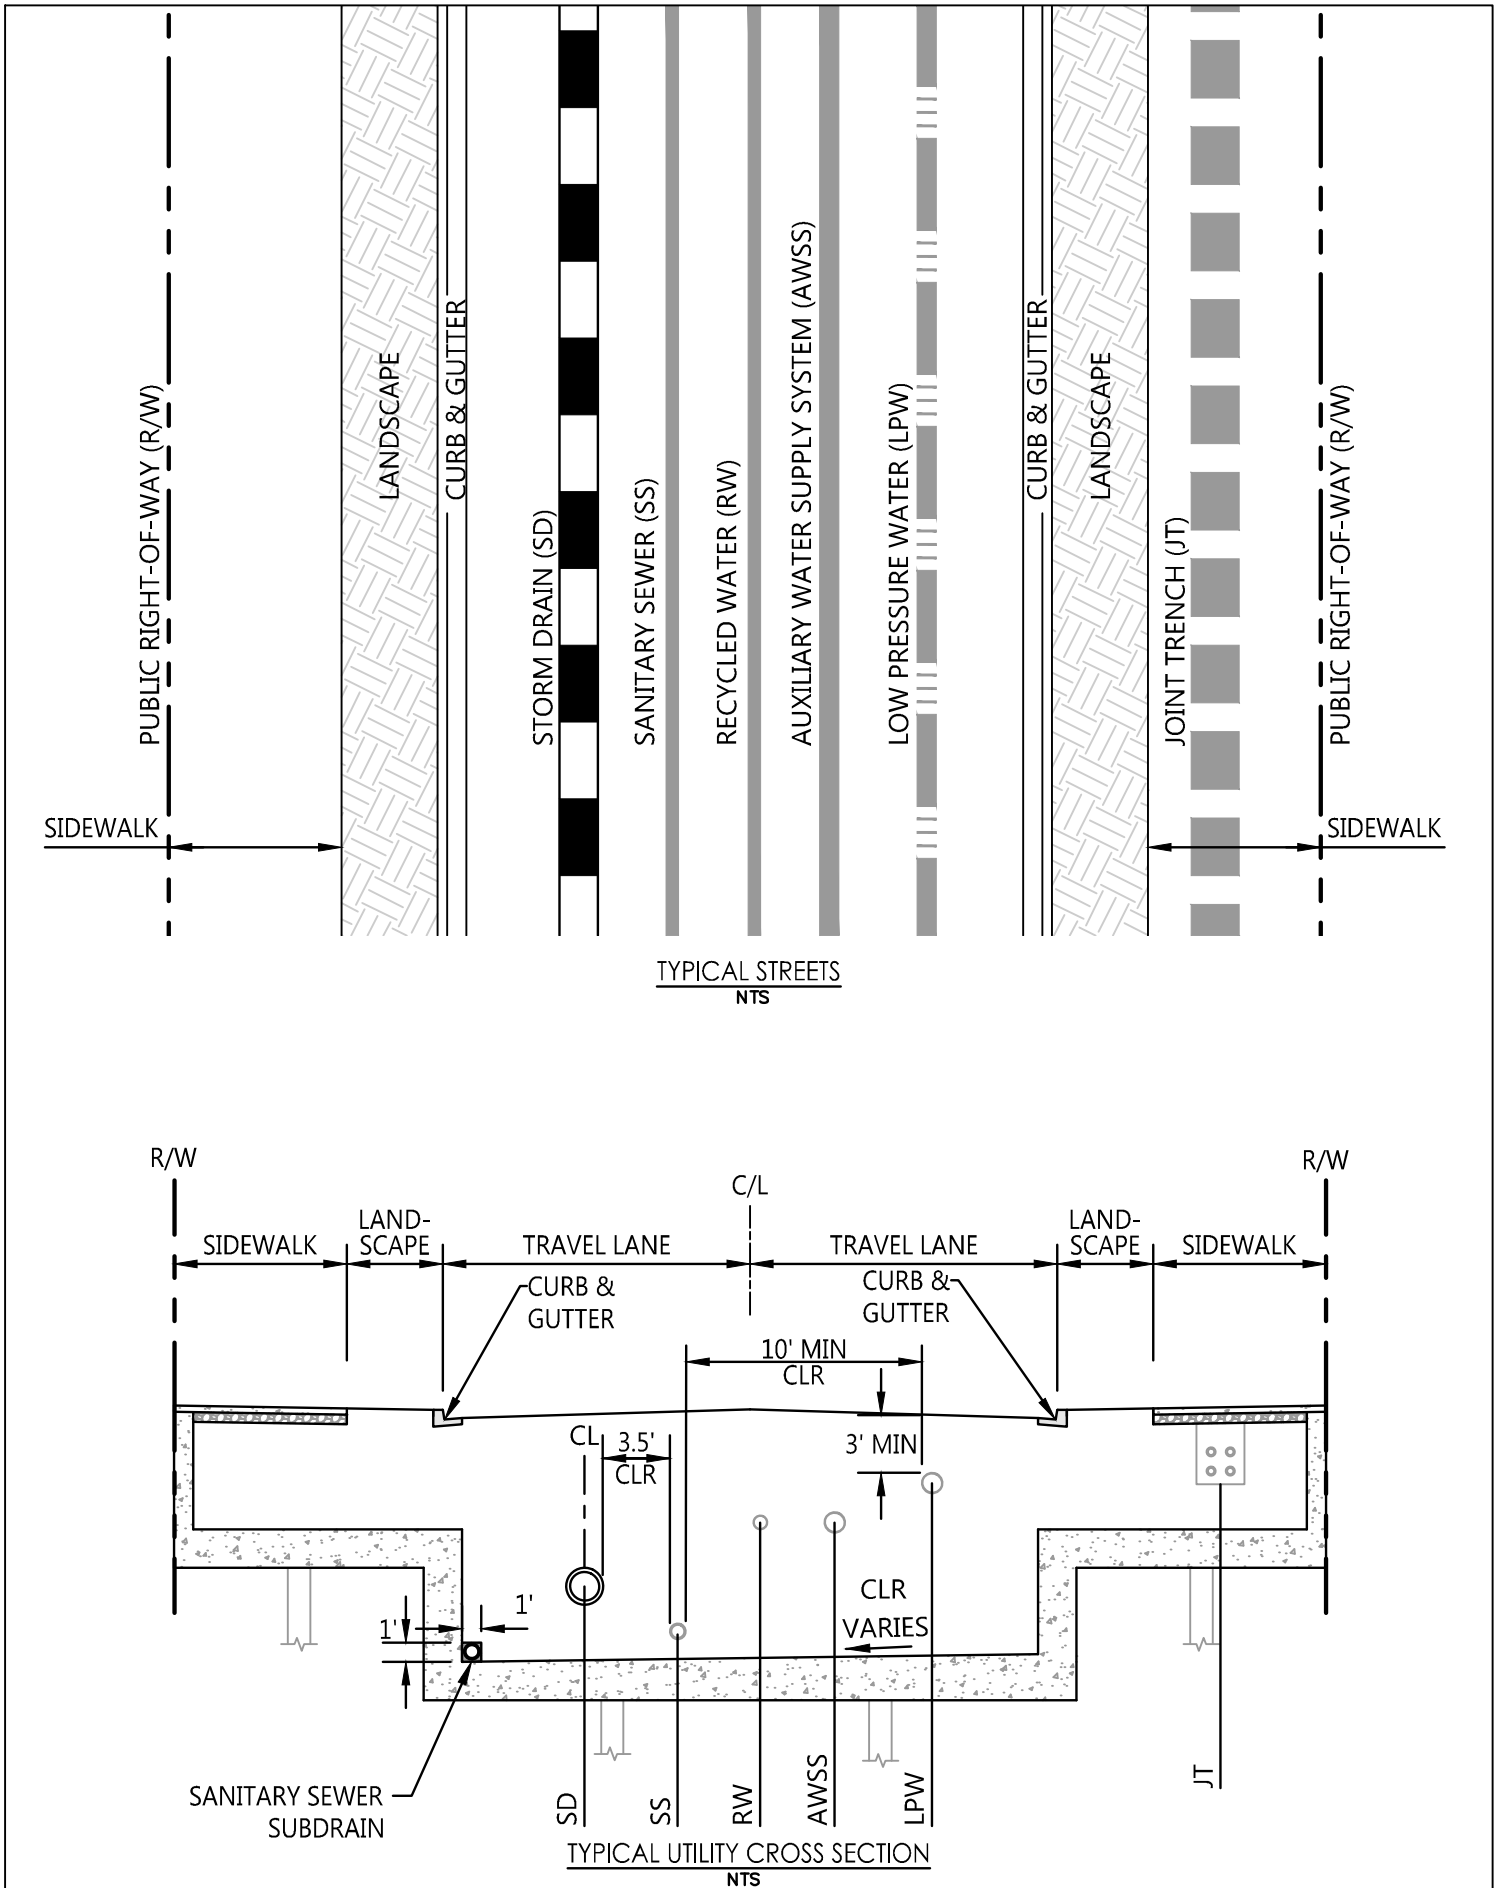 PUBLIC RIGHT-OF-WAY (R/W)
LANDSCAPE
CURB & GUTTER
STORM DRAIN (SD)
SANITARY SEWER (SS)
RECYCLED WATER (RW)
AUXILIARY WATER SUPPLY SYSTEM (AWSS)
LOW PRESSURE WATER (LPW)
CURB & GUTTER
LANDSCAPE
JOINT TRENCH (JT)
PUBLIC RIGHT-OF-WAY (R/W)
SIDEWALK
SIDEWALK
TYPICAL STREETS
NTS
R/W
R/W
C/L
SIDEWALK
LAND-
SCAPE
TRAVEL LANE
TRAVEL LANE
LAND-
SCAPE
SIDEWALK
CURB &
GUTTER
CURB &
GUTTER
10' MIN
CLR
CL
3.5'
CLR
3' MIN
1'
1'
CLR
VARIES
SANITARY SEWER
SUBDRAIN
SD
SS
RW
AWSS
LPW
JT
TYPICAL UTILITY CROSS SECTION
NTS